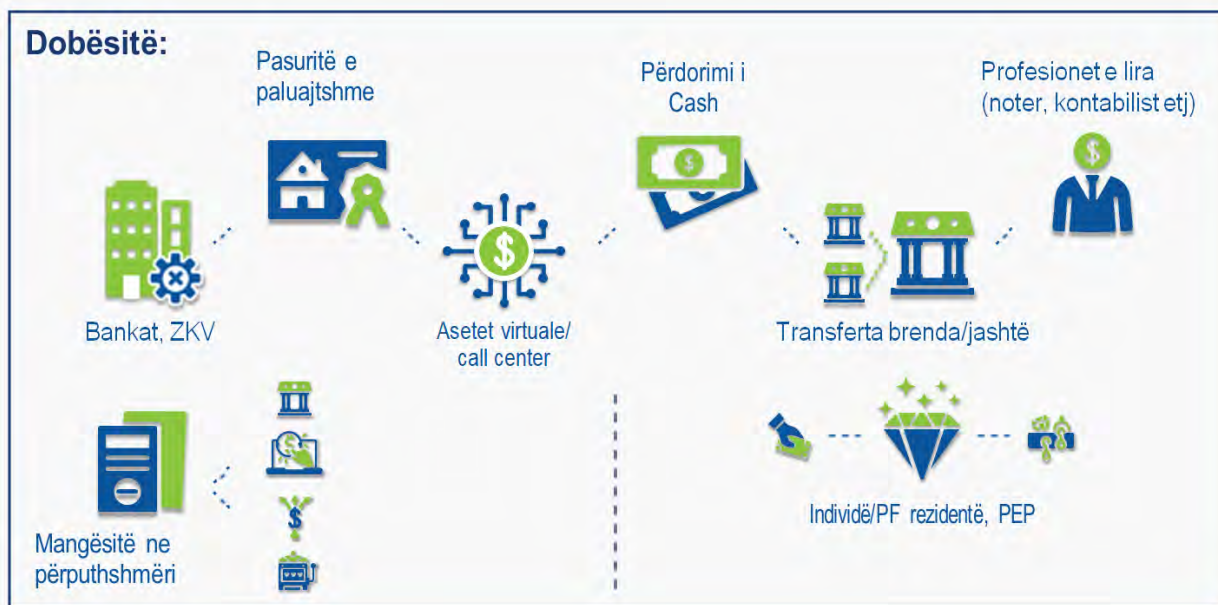 Dobësitë:
Pasuritë e
paluajtshme
Përdorimi i
Cash
Profesionet e lira
(noter, kontabilist etj)
Bankat, ZKV
Asetet virtuale/
call center
Transferta brenda/jashtë
Mangësitë ne
përputhshmëri
Individë/PF rezidentë, PEP